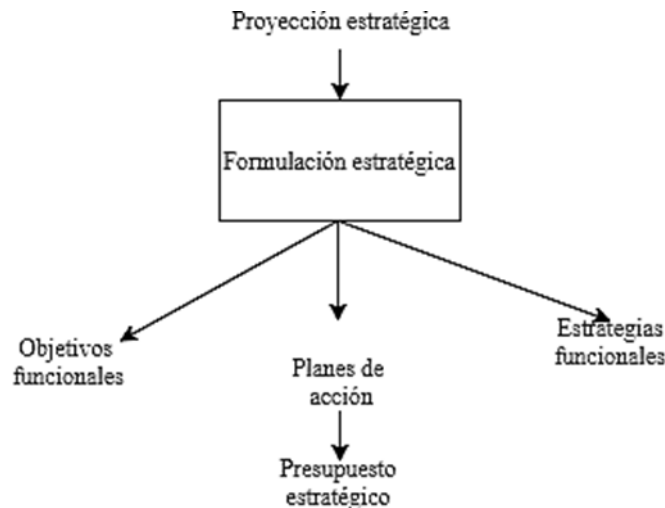 Proyección estratégica
Formulación estratégica
Objetivos
funcionales
Planes de
acción
Estrategias
funcionales
Presupuesto
estratégico